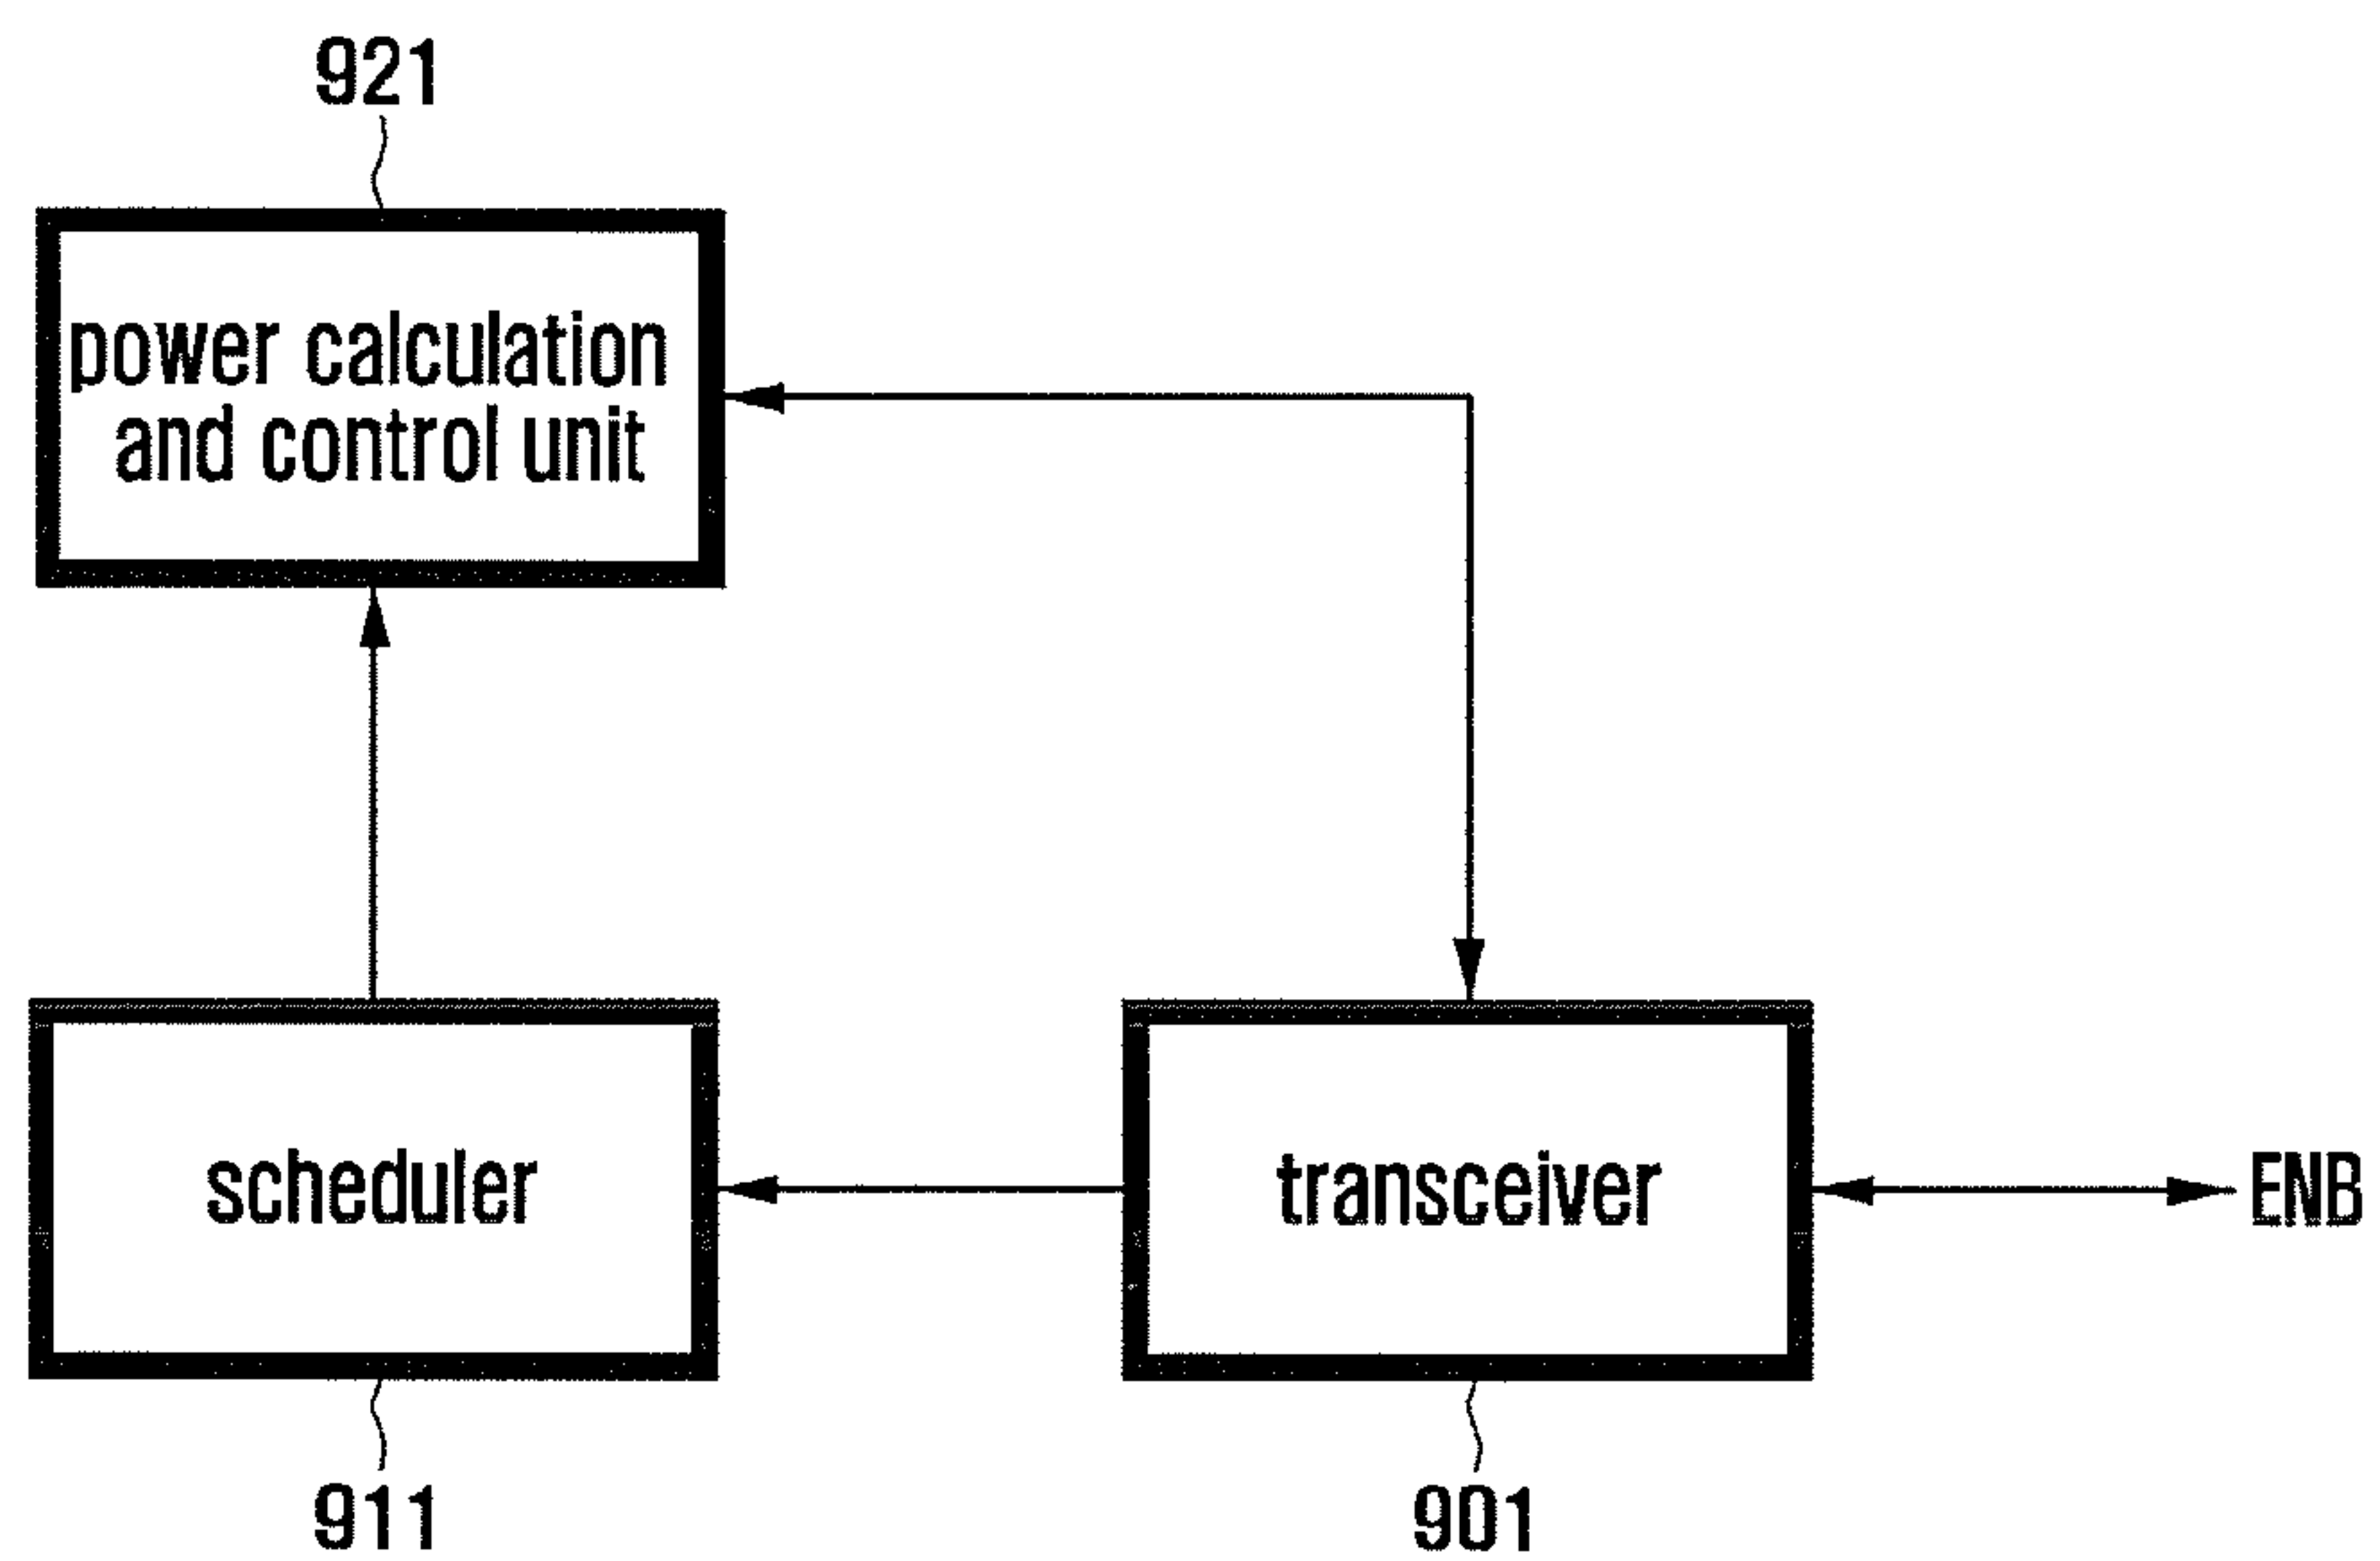 921
power calculation
and control unit
scheduler
transceiver
ENB
911
901